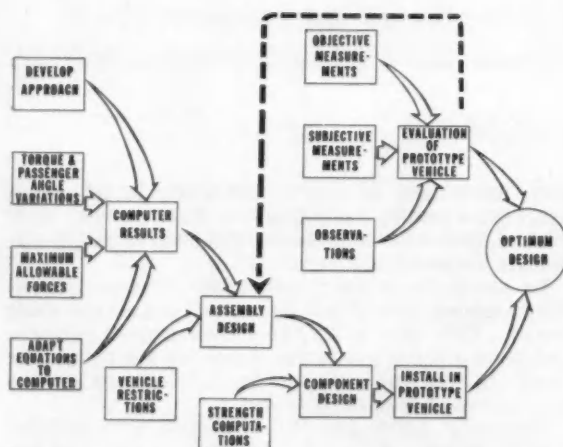 DEVELOP
APPROACH
TORQUE &
PASSENGER
ANGLE
VARIATIONS
MAXIMUM
ALLOWABLE
FORCES
ADAPT
EQUATIONS TO
COMPUTER
COMPUTER
RESULTS
VEHICLE
RESTRIC-
TIONS
ASSEMBLY
DESIGN
STRENGTH
COMPUTA-
TIONS
COMPONENT
DESIGN
INSTALL IN
PROTOTYPE
VEHICLE
OBJECTIVE
MEASURE-
MENTS
SUBJECTIVE
MEASURE-
MENTS
OBSERVA-
TIONS
EVALUATION
OF
PROTOTYPE
VEHICLE
OPTIMUM
DESIGN